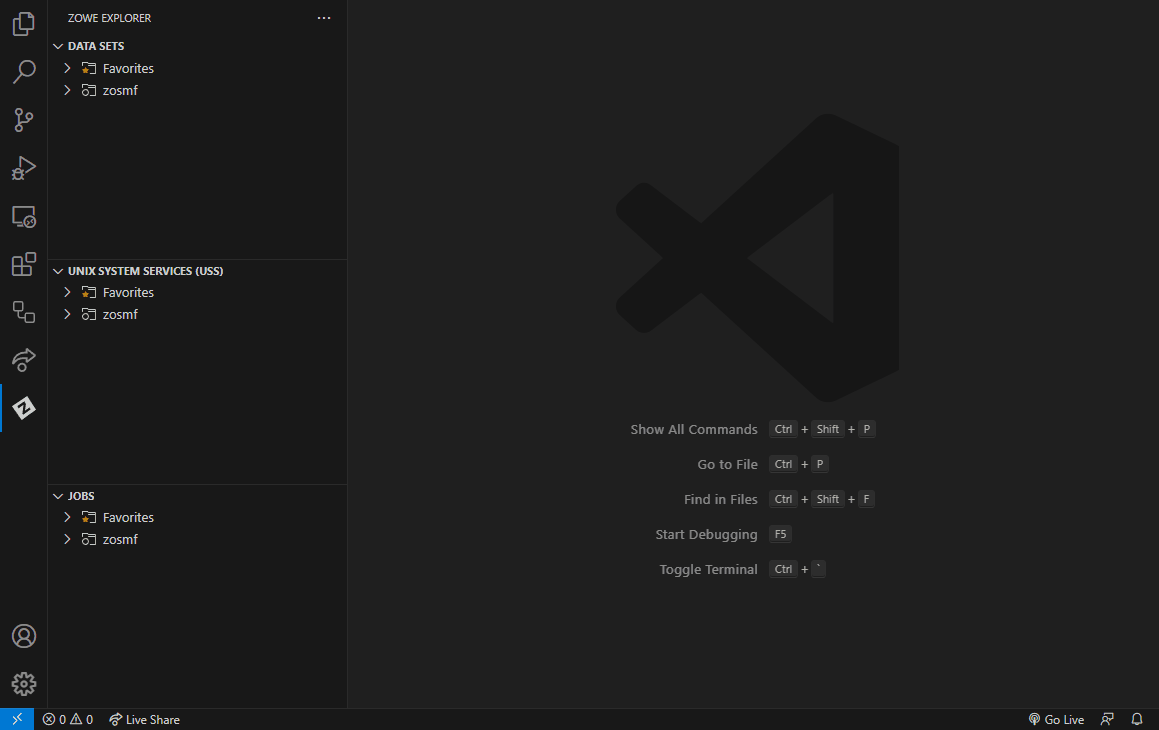 ZOWE EXPLORER ...
DATA SETS
Favorites
zosmf
UNIX SYSTEM SERVICES (USS)
Favorites
zosmf
JOBS
Favorites
zosmf
Show All Commands Ctrl + Shift + P
Go to File Ctrl + P
Find in Files Ctrl + Shift + F
Start Debugging F5
Toggle Terminal Ctrl + `
0 0 Live Share Go Live